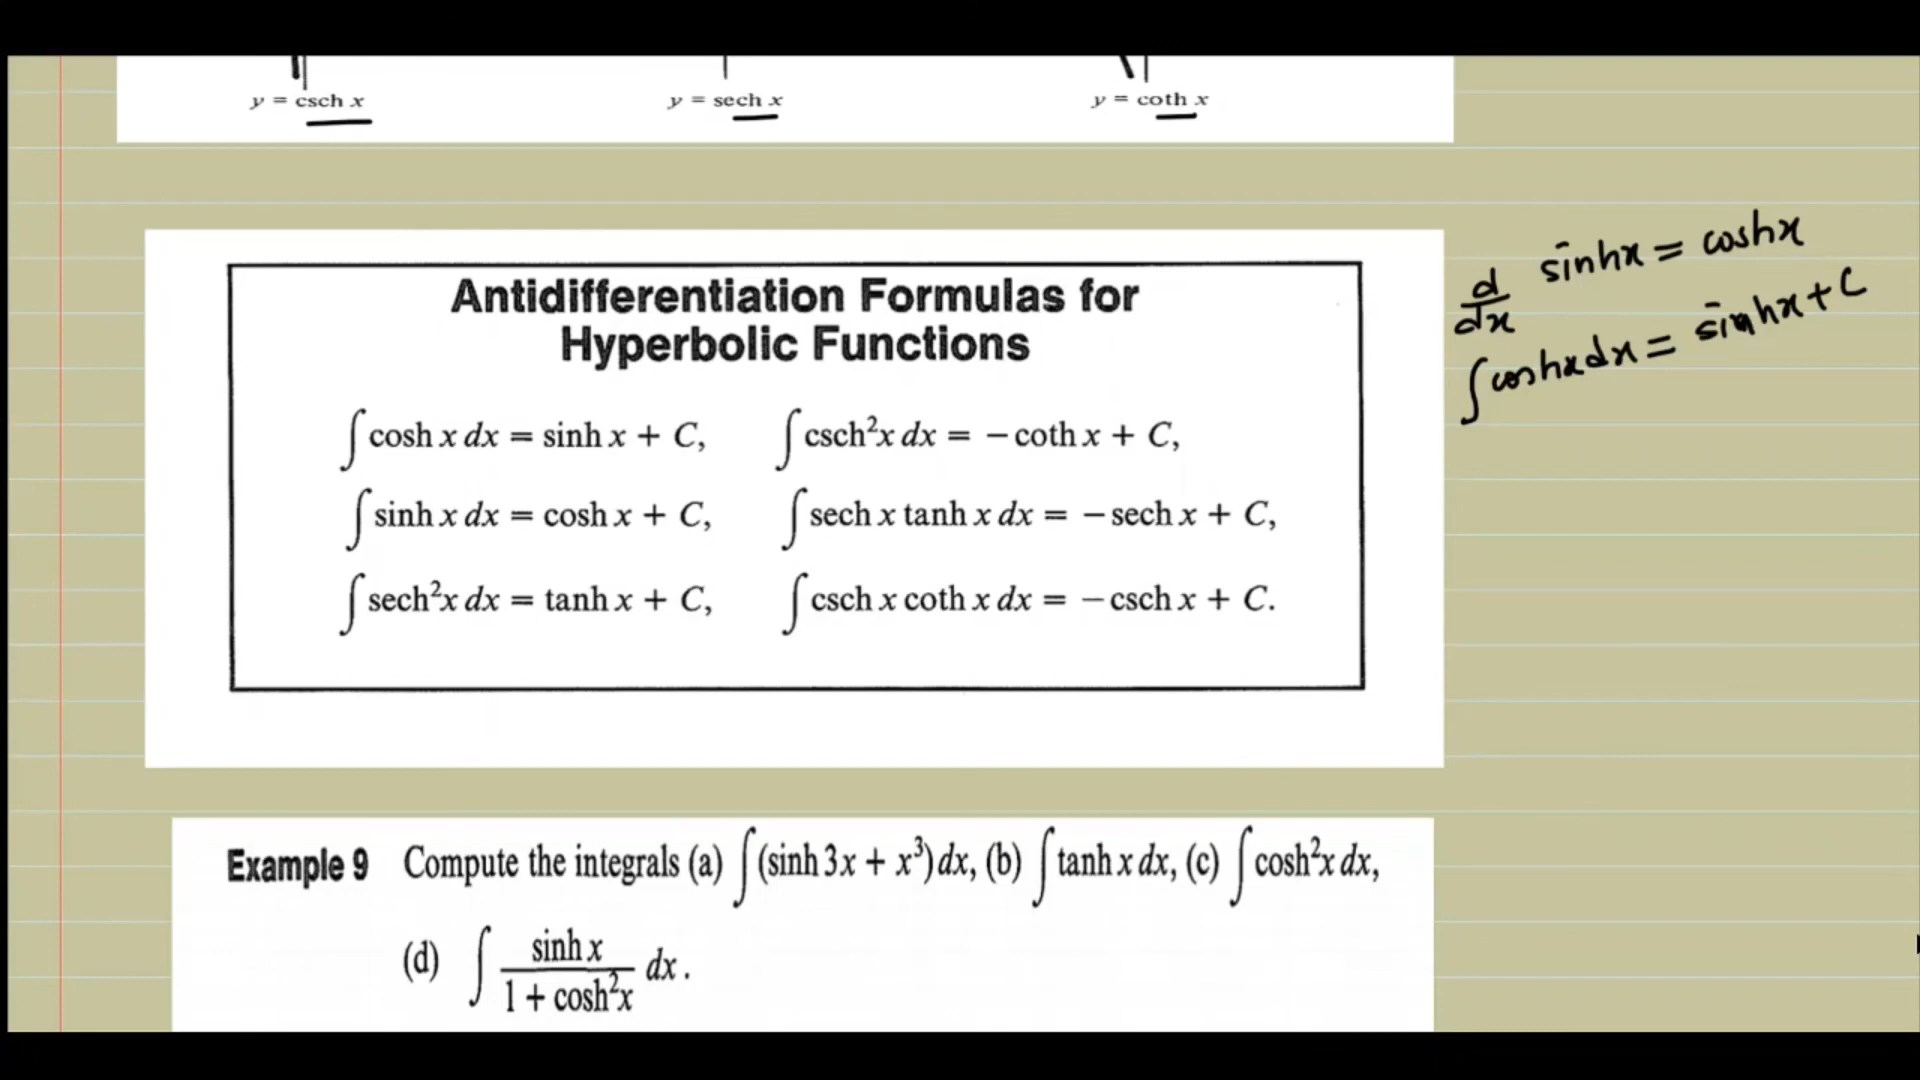 y = csch x
y = sech x
y = coth x
d/dx sinhx = coshx
∫coshxdx = sinhx + C
Antidifferentiation Formulas for
Hyperbolic Functions
∫cosh x dx = sinh x + C, ∫csch²x dx = −coth x + C,
∫sinh x dx = cosh x + C, ∫sech x tanh x dx = −sech x + C,
∫sech²x dx = tanh x + C, ∫csch x coth x dx = −csch x + C.
Example 9 Compute the integrals (a) ∫(sinh 3x + x³) dx, (b) ∫tanh x dx, (c) ∫cosh²x dx,
(d) ∫ sinh x / 1 + cosh²x dx.